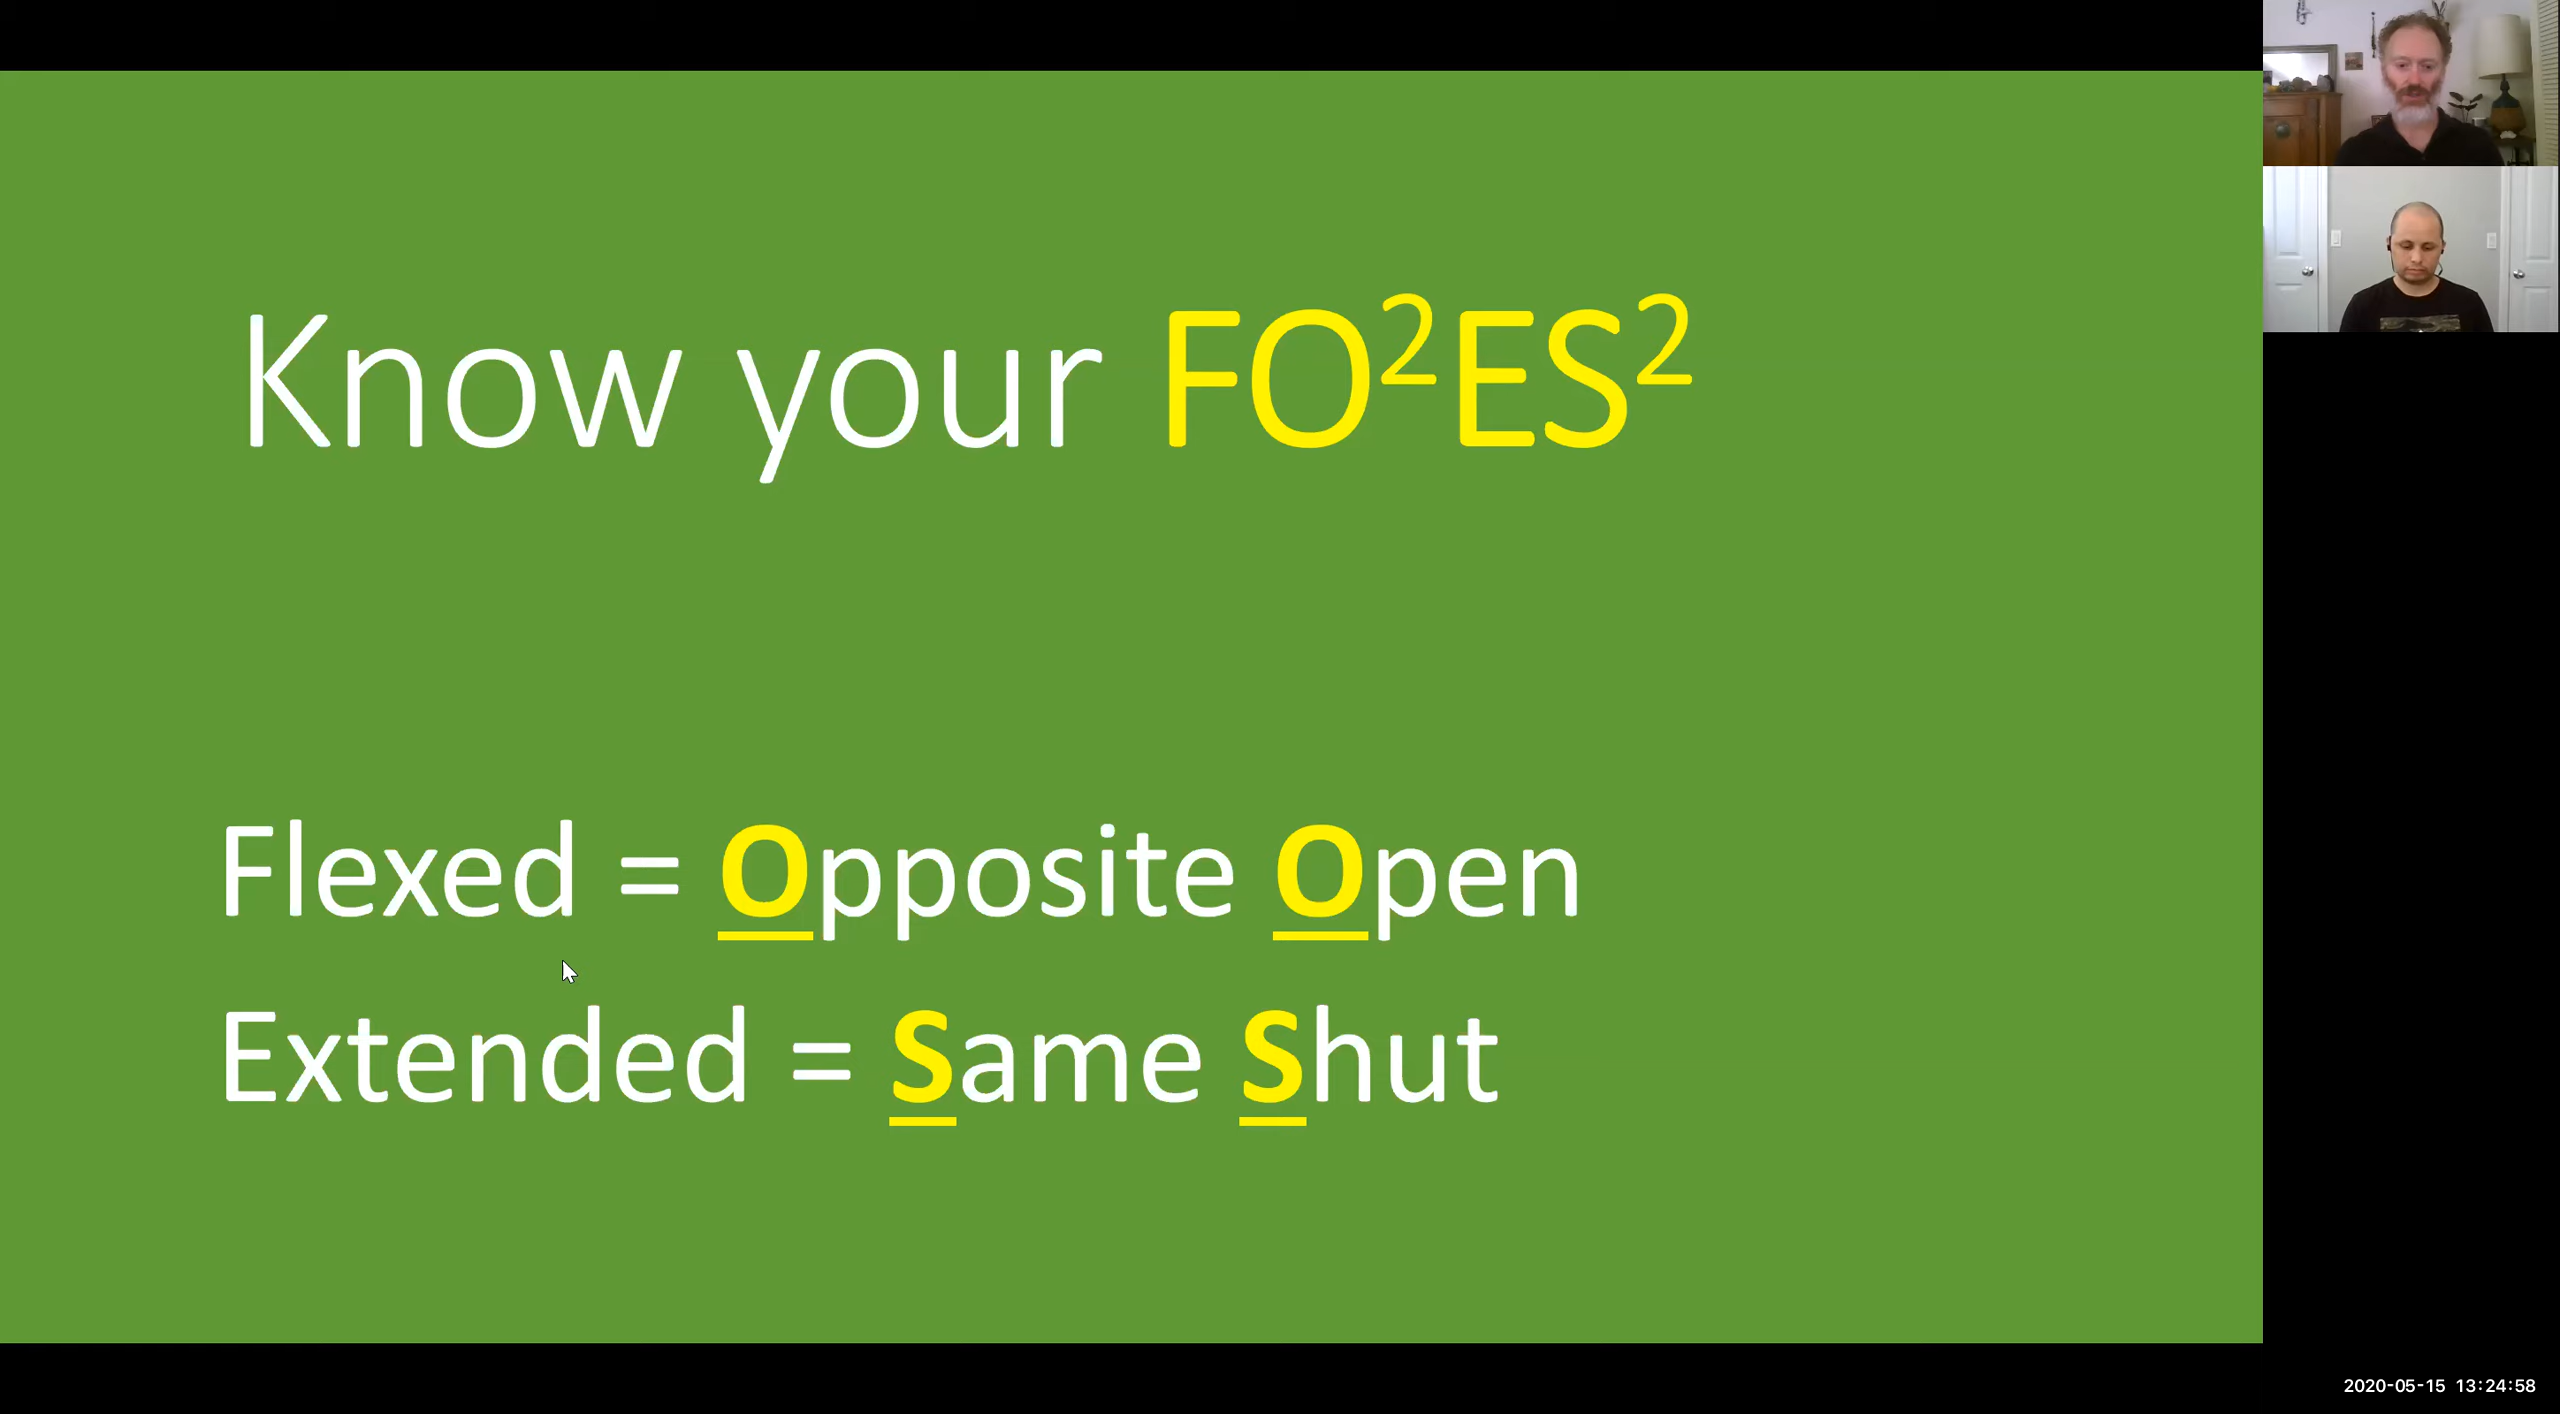 Know your FO²ES²
Flexed = Opposite Open
Extended = Same Shut
2020-05-15 13:24:58